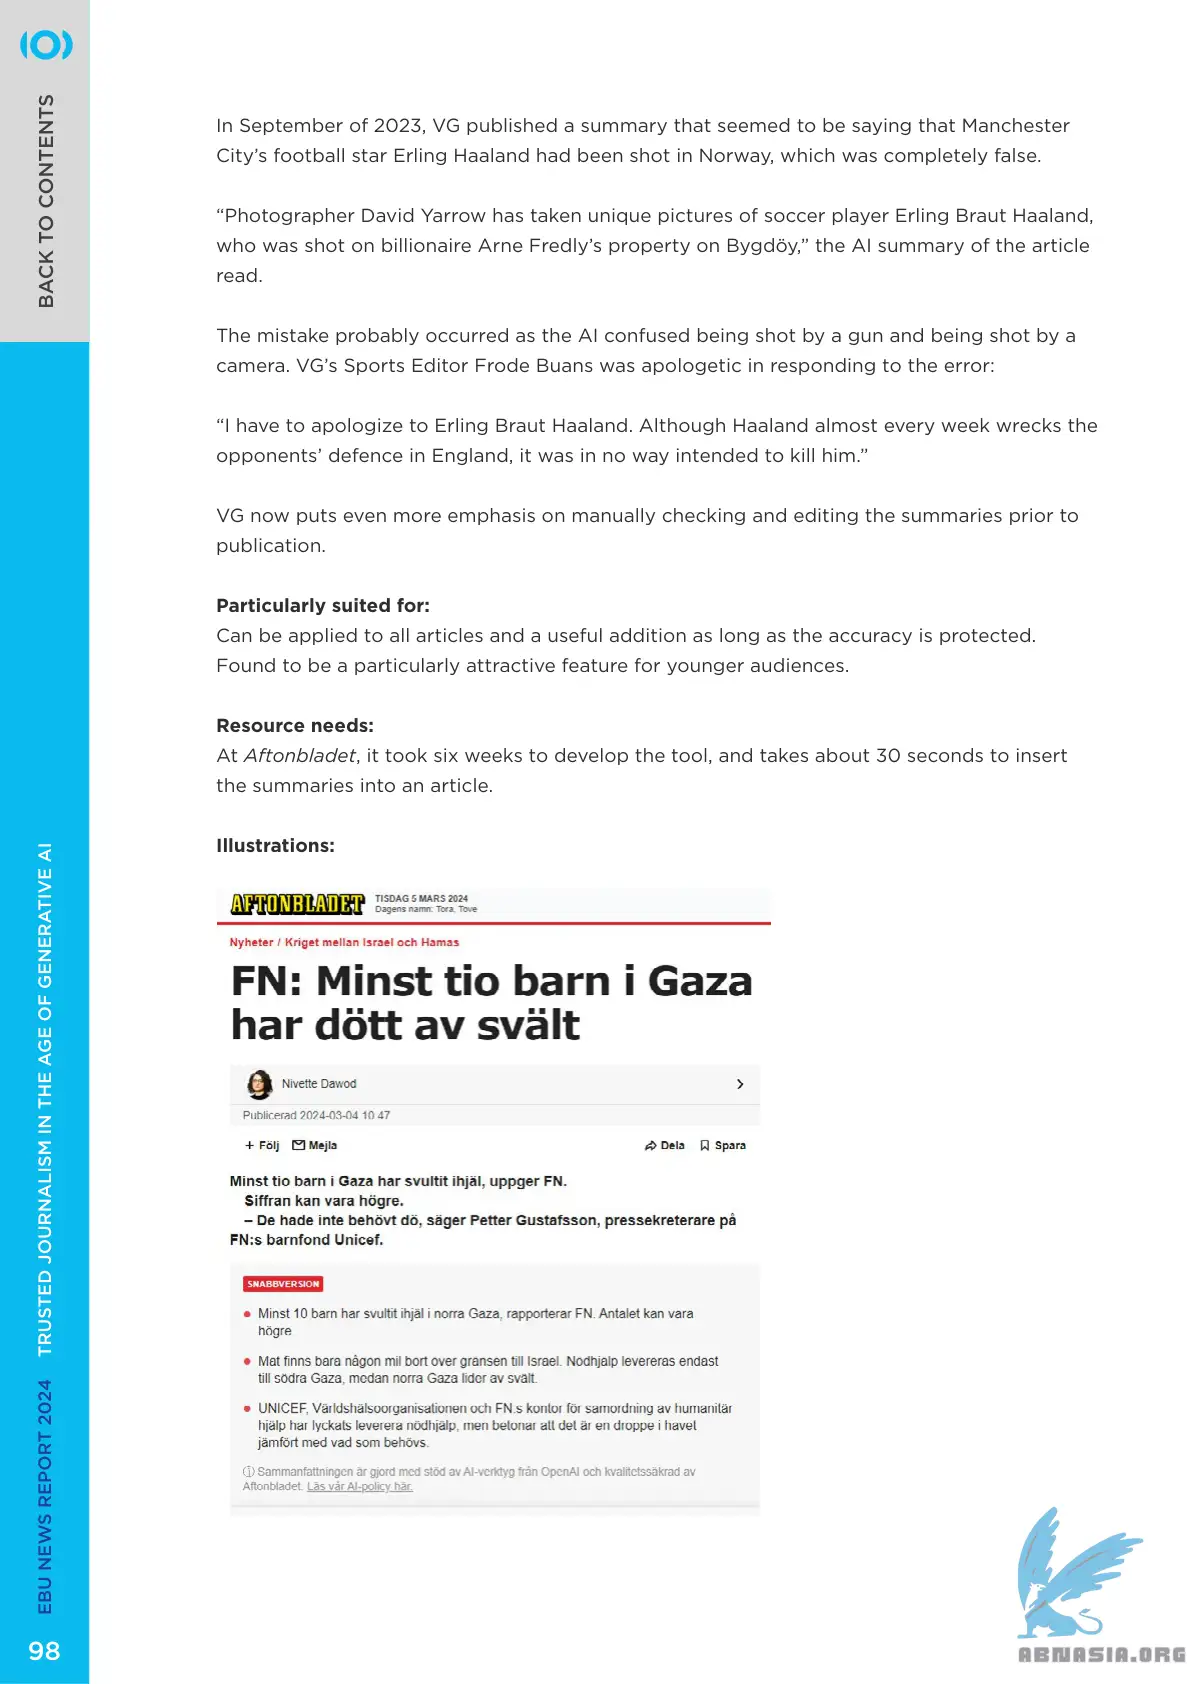 BACK TO CONTENTS
In September of 2023, VG published a summary that seemed to be saying that Manchester
City’s football star Erling Haaland had been shot in Norway, which was completely false.
“Photographer David Yarrow has taken unique pictures of soccer player Erling Braut Haaland,
who was shot on billionaire Arne Fredly’s property on Bygdöy,” the AI summary of the article
read.
The mistake probably occurred as the AI confused being shot by a gun and being shot by a
camera. VG’s Sports Editor Frode Buans was apologetic in responding to the error:
“I have to apologize to Erling Braut Haaland. Although Haaland almost every week wrecks the
opponents’ defence in England, it was in no way intended to kill him.”
VG now puts even more emphasis on manually checking and editing the summaries prior to
publication.
Particularly suited for:
Can be applied to all articles and a useful addition as long as the accuracy is protected.
Found to be a particularly attractive feature for younger audiences.
Resource needs:
At Aftonbladet, it took six weeks to develop the tool, and takes about 30 seconds to insert
the summaries into an article.
Illustrations:
AFTONBLADET
TISDAG 5 MARS 2024
Dagens namn: Tora, Tove
Nyheter / Kriget mellan Israel och Hamas
FN: Minst tio barn i Gaza
har dött av svält
Nivette Dawod
Publicerad 2024-03-04 10.47
+ Följ Mejla Dela Spara
Minst tio barn i Gaza har svultit ihjäl, uppger FN.
Siffran kan vara högre.
– De hade inte behövt dö, säger Petter Gustafsson, pressekreterare på
FN:s barnfond Unicef.
SNABBVERSION
• Minst 10 barn har svultit ihjäl i norra Gaza, rapporterar FN. Antalet kan vara
högre
• Mat finns bara någon mil bort över gränsen till Israel. Nödhjälp levereras endast
till södra Gaza, medan norra Gaza lider av svält.
• UNICEF, Världshälsoorganisationen och FN:s kontor för samordning av humanitär
hjälp har lyckats leverera nödhjälp, men betonar att det är en droppe i havet
jämfört med vad som behövs.
Sammanfattningen är gjord med stöd av AI-verktyg från OpenAI och kvalitetssäkrad av
Aftonbladet. Läs vår AI-policy här.
EBU NEWS REPORT 2024 TRUSTED JOURNALISM IN THE AGE OF GENERATIVE AI
98
ABNASIA.ORG